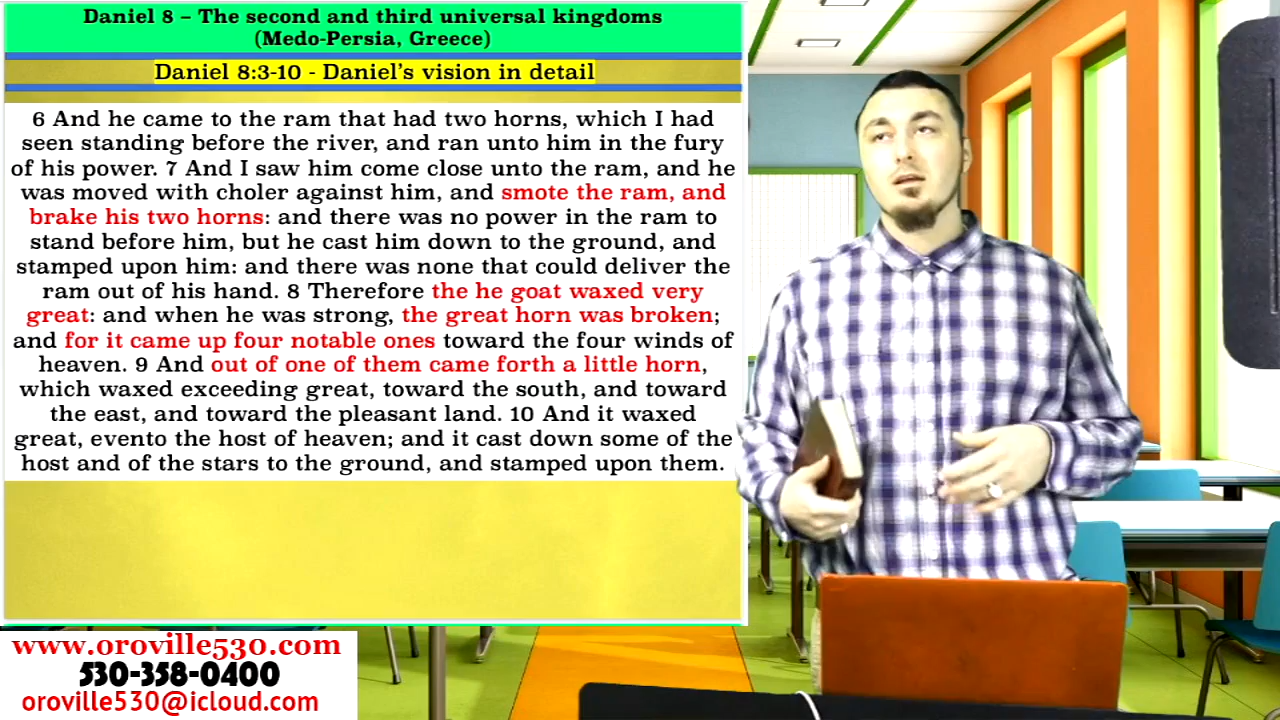 Daniel 8 – The second and third universal kingdoms
(Medo-Persia, Greece)
Daniel 8:3-10 - Daniel's vision in detail
6 And he came to the ram that had two horns, which I had
seen standing before the river, and ran unto him in the fury
of his power. 7 And I saw him come close unto the ram, and he
was moved with choler against him, and smote the ram, and
brake his two horns: and there was no power in the ram to
stand before him, but he cast him down to the ground, and
stamped upon him: and there was none that could deliver the
ram out of his hand. 8 Therefore the he goat waxed very
great: and when he was strong, the great horn was broken;
and for it came up four notable ones toward the four winds of
heaven. 9 And out of one of them came forth a little horn,
which waxed exceeding great, toward the south, and toward
the east, and toward the pleasant land. 10 And it waxed
great, evento the host of heaven; and it cast down some of the
host and of the stars to the ground, and stamped upon them.
www.oroville530.com
530-358-0400
oroville530@icloud.com